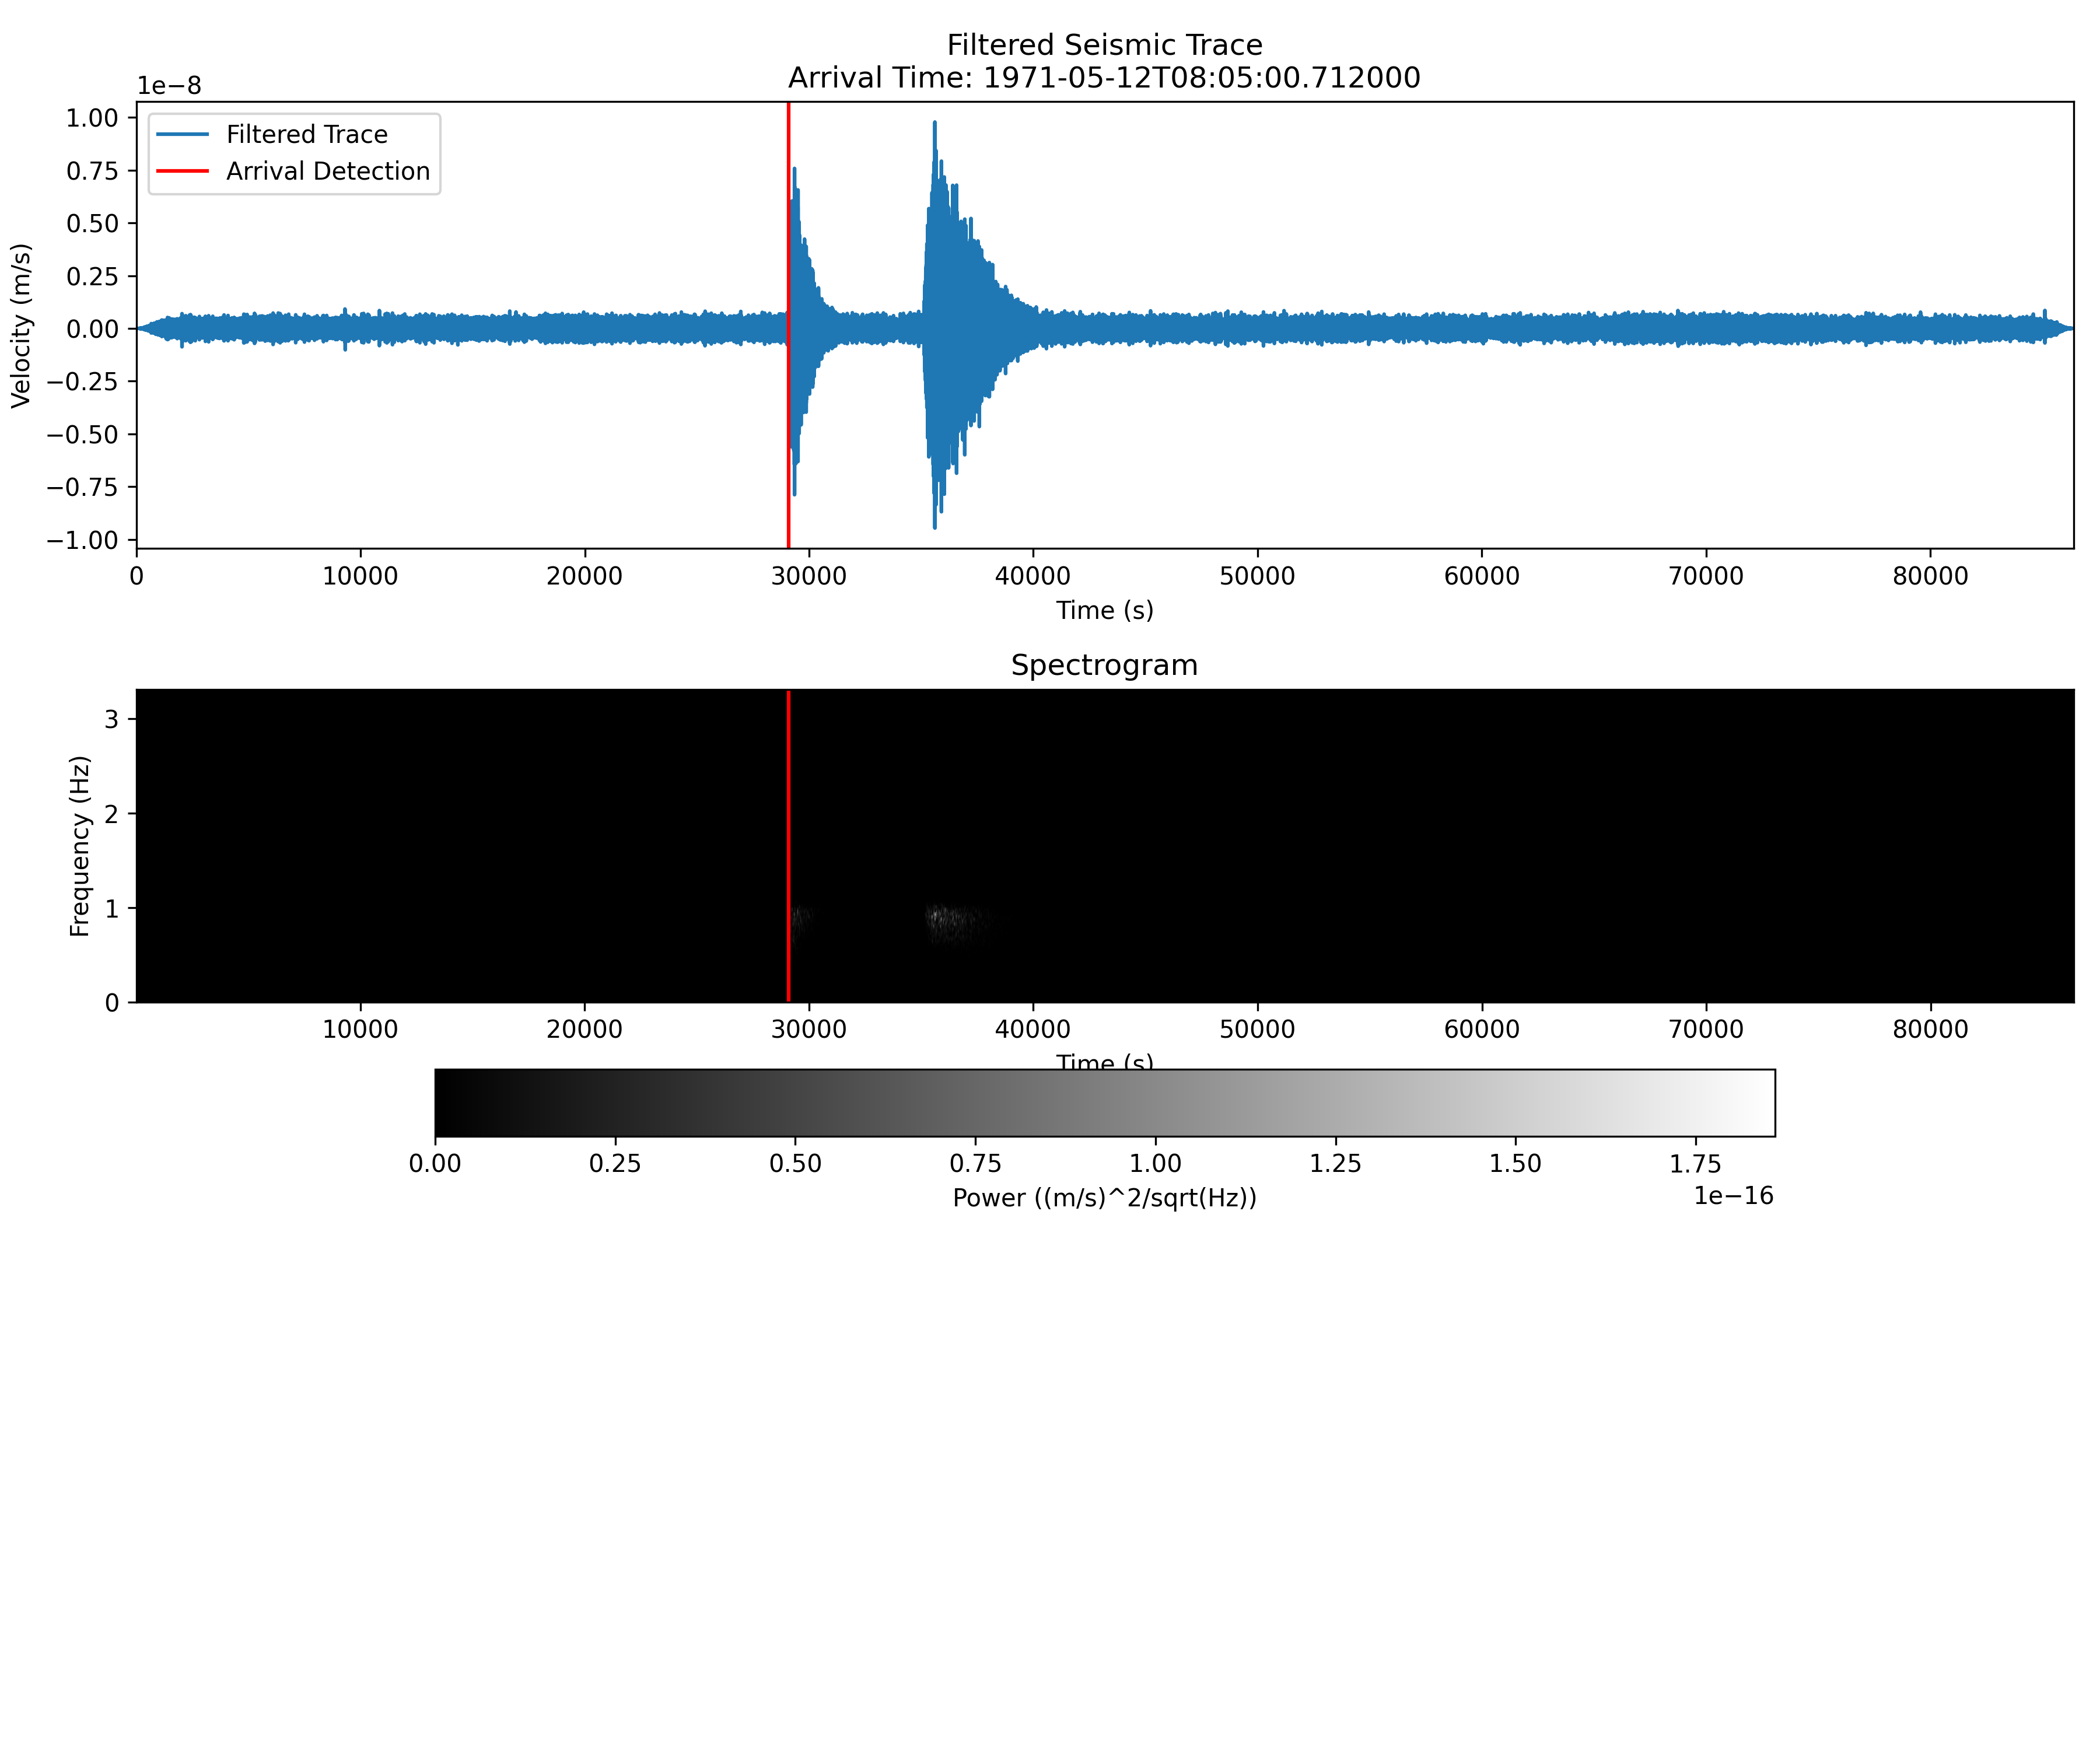 Filtered Seismic Trace
Arrival Time: 1971-05-12T08:05:00.712000
1e−8
Filtered Trace
Arrival Detection
Velocity (m/s)
1.00
0.75
0.50
0.25
0.00
−0.25
−0.50
−0.75
−1.00
0 10000 20000 30000 40000 50000 60000 70000 80000
Time (s)
Spectrogram
Frequency (Hz)
3
2
1
0
10000 20000 30000 40000 50000 60000 70000 80000
Time (s)
0.00 0.25 0.50 0.75 1.00 1.25 1.50 1.75
Power ((m/s)^2/sqrt(Hz))
1e−16